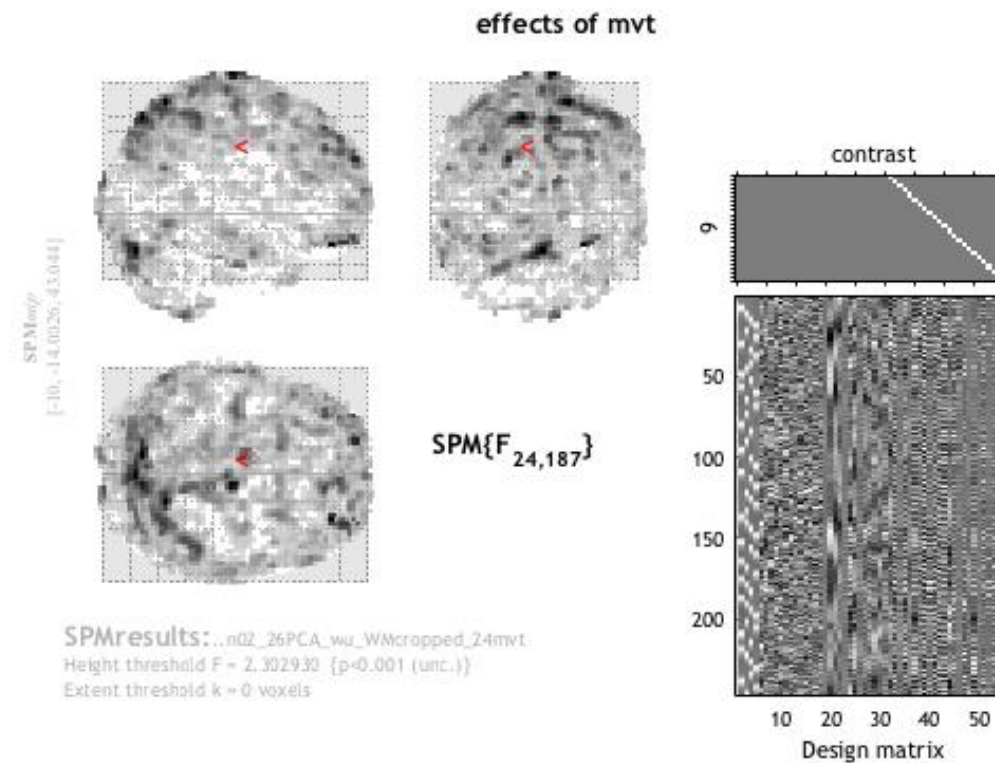 effects of mvt
contrast
9
SPMmip
[-10, -14.0026, 43.044]
SPM{F24,187}
50
100
150
200
10 20 30 40 50
Design matrix
SPMresults:..n02_26PCA_wu_WMcropped_24mvt
Height threshold F = 2.302930 {p<0.001 (unc.)}
Extent threshold k = 0 voxels